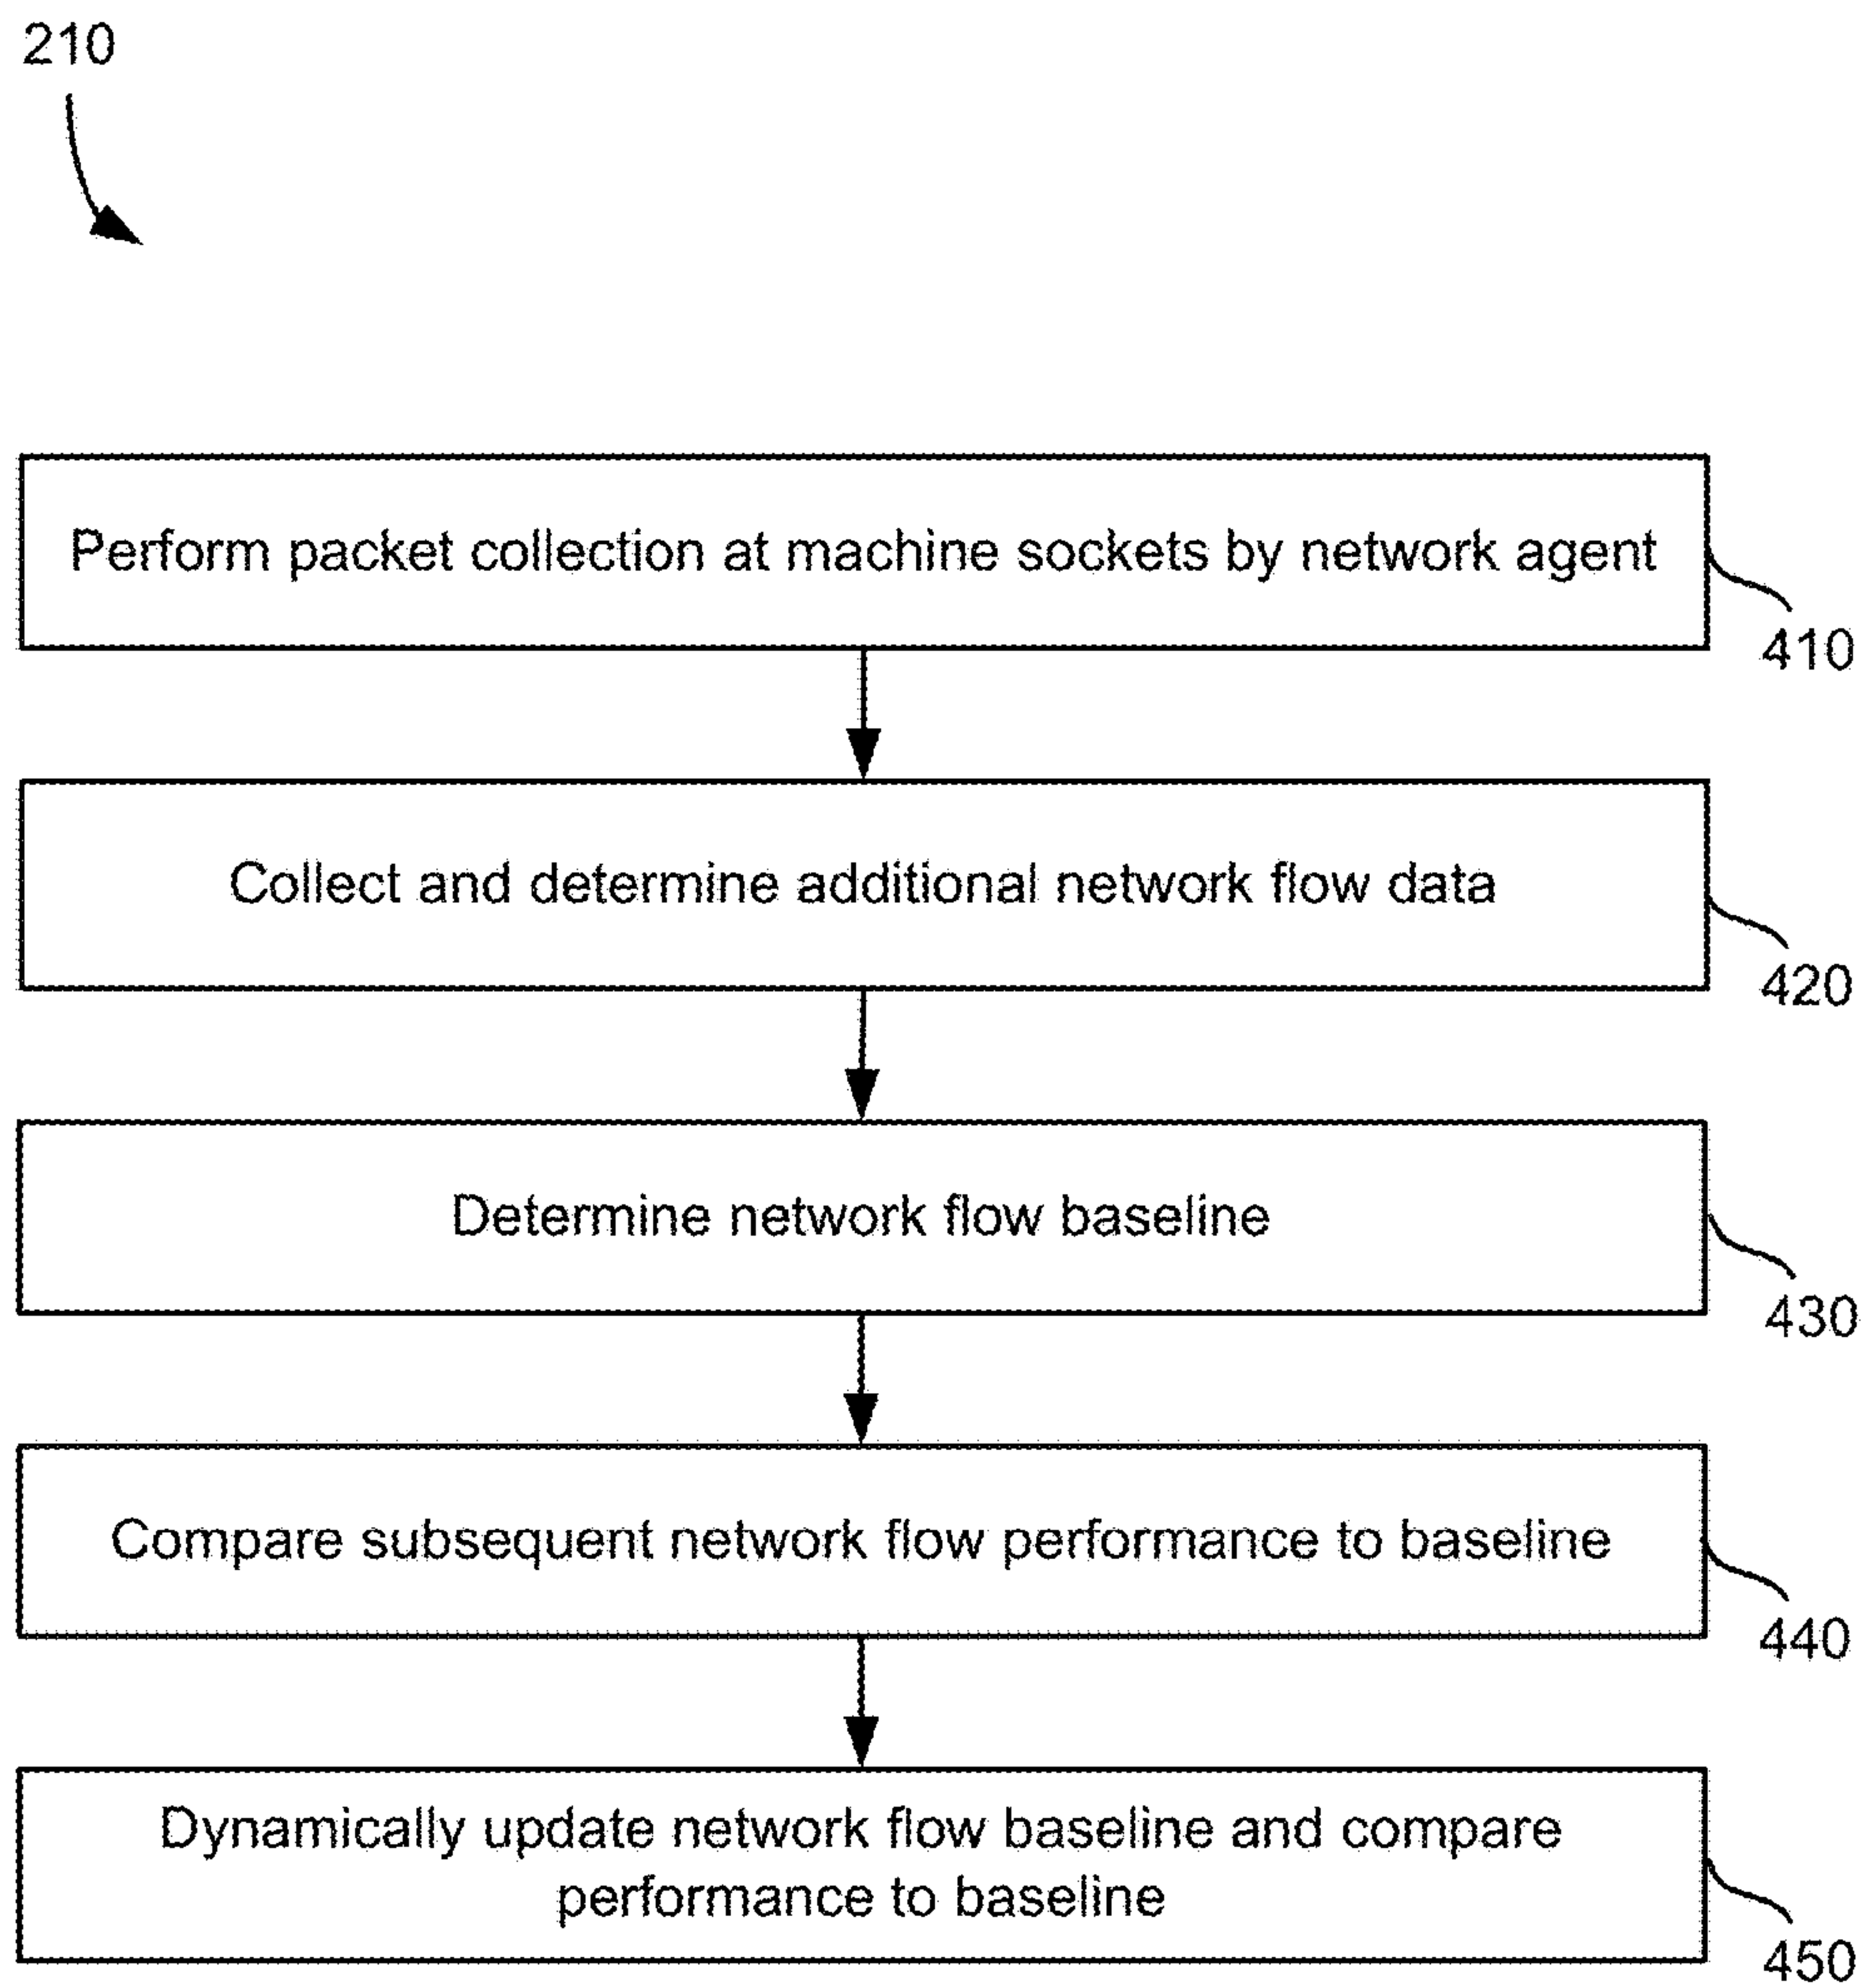 210
Perform packet collection at machine sockets by network agent
410
Collect and determine additional network flow data
420
Determine network flow baseline
430
Compare subsequent network flow performance to baseline
440
Dynamically update network flow baseline and compare
performance to baseline
450